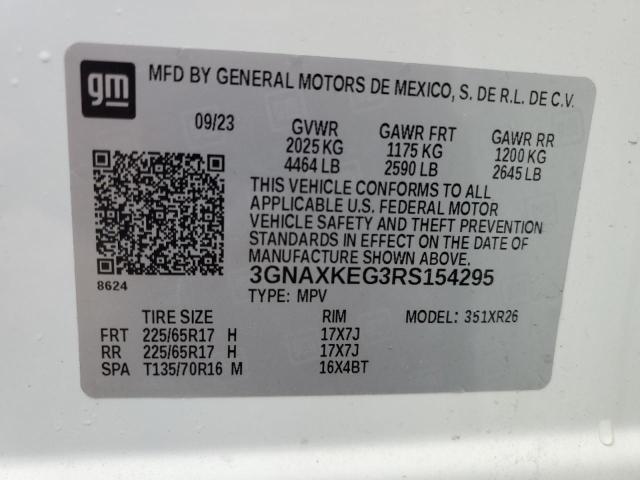 gm
MFD BY GENERAL MOTORS DE MEXICO, S. DE R.L. DE C.V.
09/23 GVWR GAWR FRT GAWR RR
2025 KG 1175 KG 1200 KG
4464 LB 2590 LB 2645 LB
THIS VEHICLE CONFORMS TO ALL
APPLICABLE U.S. FEDERAL MOTOR
VEHICLE SAFETY AND THEFT PREVENTION
STANDARDS IN EFFECT ON THE DATE OF
MANUFACTURE SHOWN ABOVE.
3GNAXKEG3RS154295
8624
TYPE: MPV
TIRE SIZE RIM MODEL: 351XR26
FRT 225/65R17 H 17X7J
RR 225/65R17 H 17X7J
SPA T135/70R16 M 16X4BT